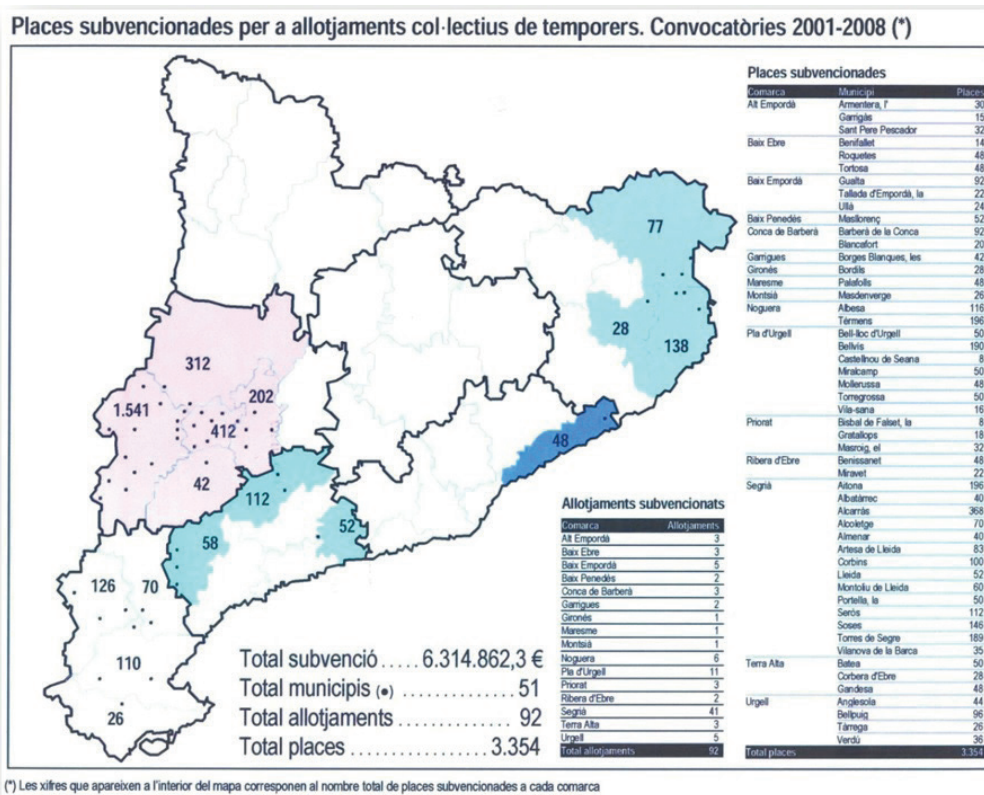 Places subvencionades per a allotjaments col·lectius de temporers. Convocatòries 2001-2008 (*)
77
28
138
312
202
1.541
412
48
42
112
52
58
126
70
110
26
Total subvenció ..... 6.314.862,3 €
Total municipis (•) .............. 51
Total allotjaments .............. 92
Total places .................... 3.354
Allotjaments subvencionats
Comarca Allotjaments
Alt Empordà 3
Baix Ebre 3
Baix Empordà 5
Baix Penedès 2
Conca de Barberà 3
Garrigues 2
Gironès 1
Maresme 1
Montsià 1
Noguera 6
Pla d'Urgell 11
Priorat 3
Ribera d'Ebre 2
Segrià 41
Terra Alta 3
Urgell 5
Total allotjaments 92
Places subvencionades
Comarca Municipi Places
Alt Empordà Armentera, l' 30
Garrigàs 15
Sant Pere Pescador 32
Baix Ebre Benifallet 14
Roquetes 48
Tortosa 48
Baix Empordà Gualta 92
Tallada d'Empordà, la 22
Ullà 24
Baix Penedès Masllorenç 52
Conca de Barberà Barberà de la Conca 92
Blancafort 20
Garrigues Borges Blanques, les 42
Gironès Bordils 28
Maresme Palafolls 48
Montsià Masdenverge 26
Noguera Albesa 116
Térmens 196
Pla d'Urgell Bell-lloc d'Urgell 50
Bellvís 190
Castellnou de Seana 8
Miralcamp 50
Mollerussa 48
Torregrossa 50
Vila-sana 16
Priorat Bisbal de Falset, la 8
Gratallops 18
Masroig, el 32
Ribera d'Ebre Benissanet 48
Miravet 22
Segrià Aitona 196
Albatàrrec 40
Alcarràs 368
Alcoletge 70
Almenar 40
Artesa de Lleida 83
Corbins 100
Lleida 52
Montoliu de Lleida 60
Portella, la 50
Seròs 112
Soses 146
Torres de Segre 189
Vilanova de la Barca 35
Terra Alta Batea 50
Corbera d'Ebre 28
Gandesa 48
Urgell Anglesola 44
Bellpuig 96
Tàrrega 26
Verdú 36
Total places 3.354
(*) Les xifres que apareixen a l'interior del mapa corresponen al nombre total de places subvencionades a cada comarca